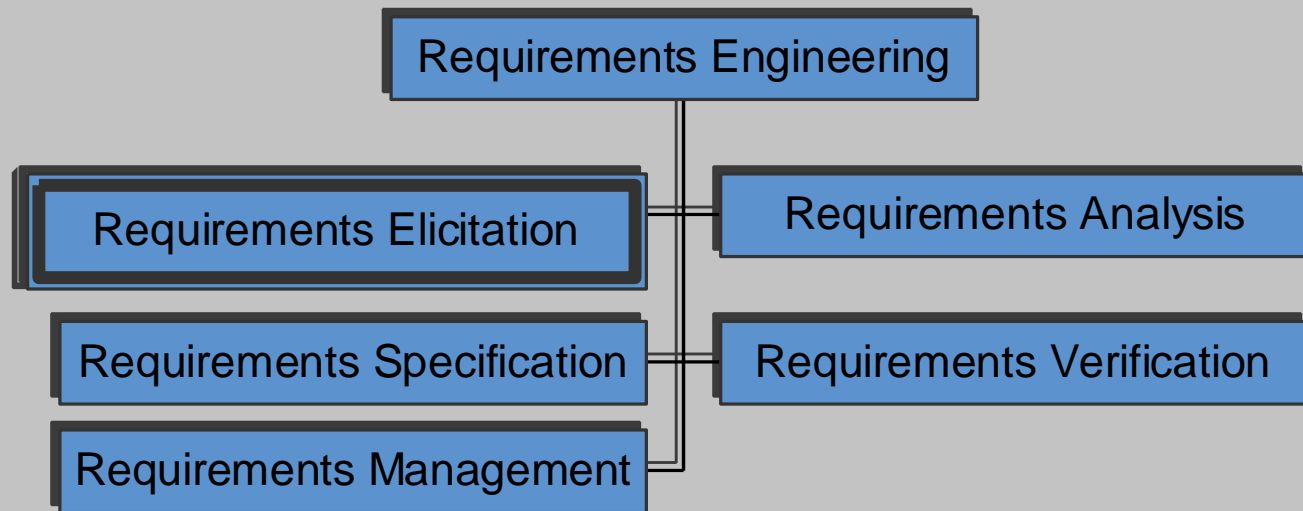 Requirements Engineering
Requirements Elicitation
Requirements Analysis
Requirements Specification
Requirements Verification
Requirements Management